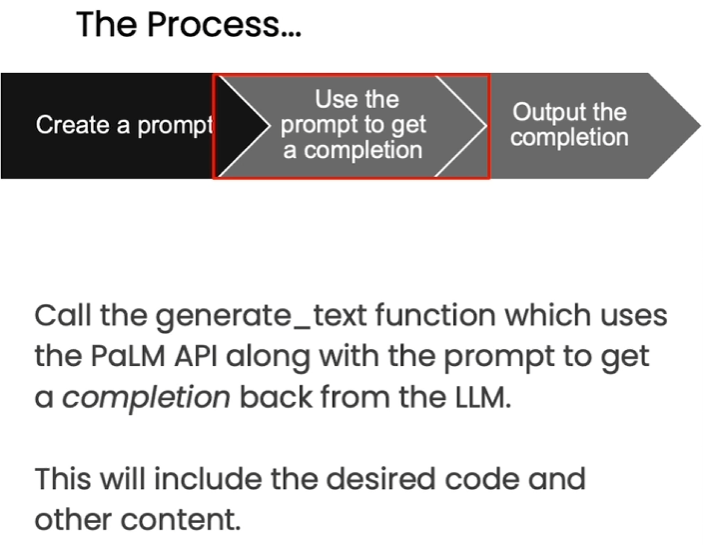 The Process...
Create a prompt
Use the
prompt to get
a completion
Output the
completion
Call the generate_text function which uses
the PaLM API along with the prompt to get
a completion back from the LLM.
This will include the desired code and
other content.